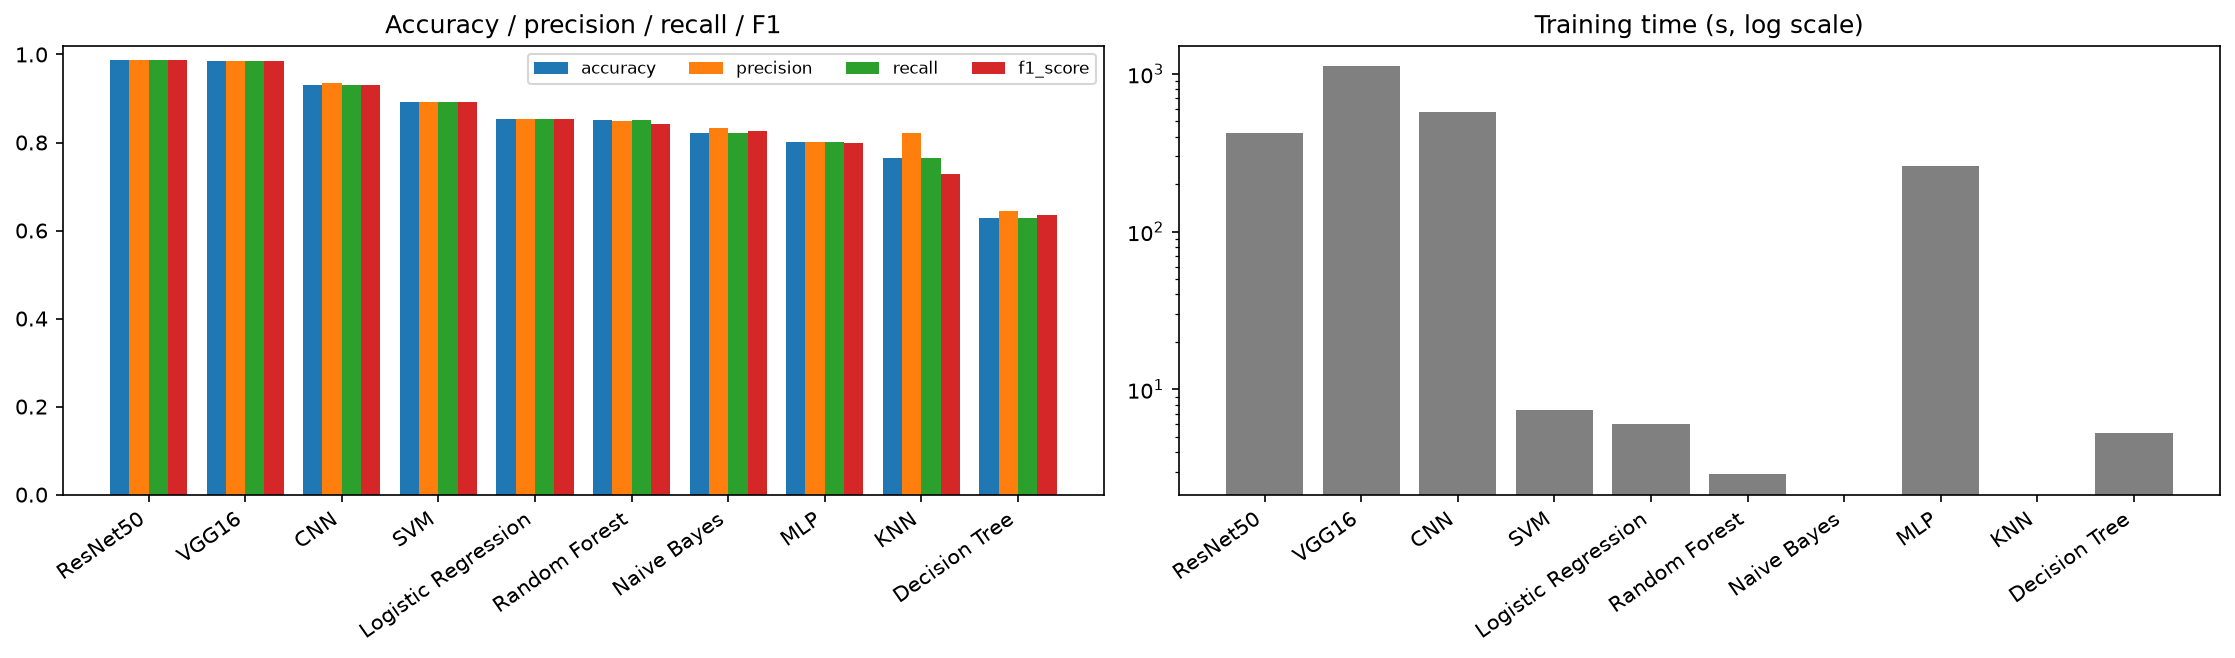 Accuracy / precision / recall / F1
accuracy precision recall f1_score
1.0
0.8
0.6
0.4
0.2
0.0
ResNet50
VGG16
CNN
SVM
Logistic Regression
Random Forest
Naive Bayes
MLP
KNN
Decision Tree
Training time (s, log scale)
10³
10²
10¹
ResNet50
VGG16
CNN
SVM
Logistic Regression
Random Forest
Naive Bayes
MLP
KNN
Decision Tree